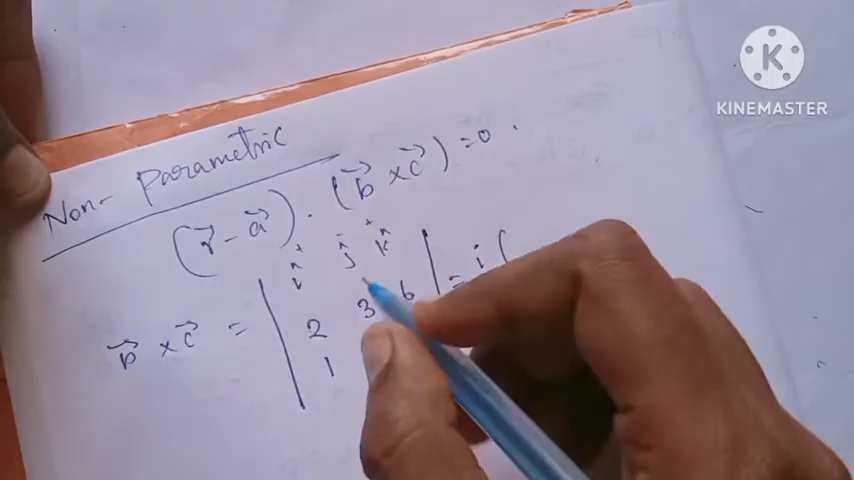 KINEMASTER
Non-Parametric
(r⃗ - a⃗) . (b⃗ × c⃗) = 0 .
+ - +
î ĵ k̂
b⃗ × c⃗ = | 2 3 6 | = i (
1